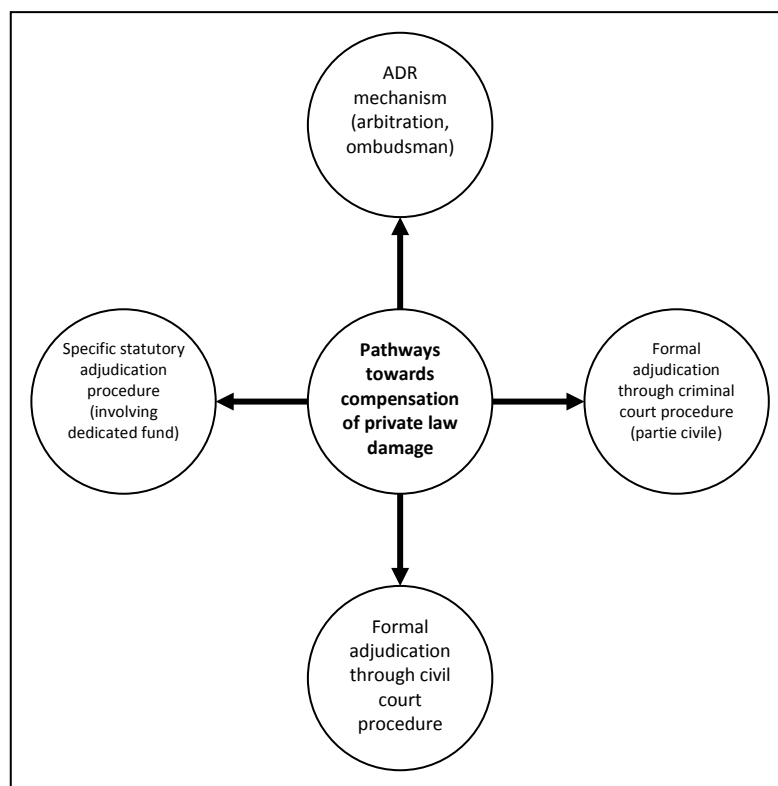 ADR
mechanism
(arbitration,
ombudsman)
Specific statutory
adjudication
procedure
(involving
dedicated fund)
Pathways
towards
compensation
of private law
damage
Formal
adjudication
through criminal
court procedure
(partie civile)
Formal
adjudication
through civil
court
procedure